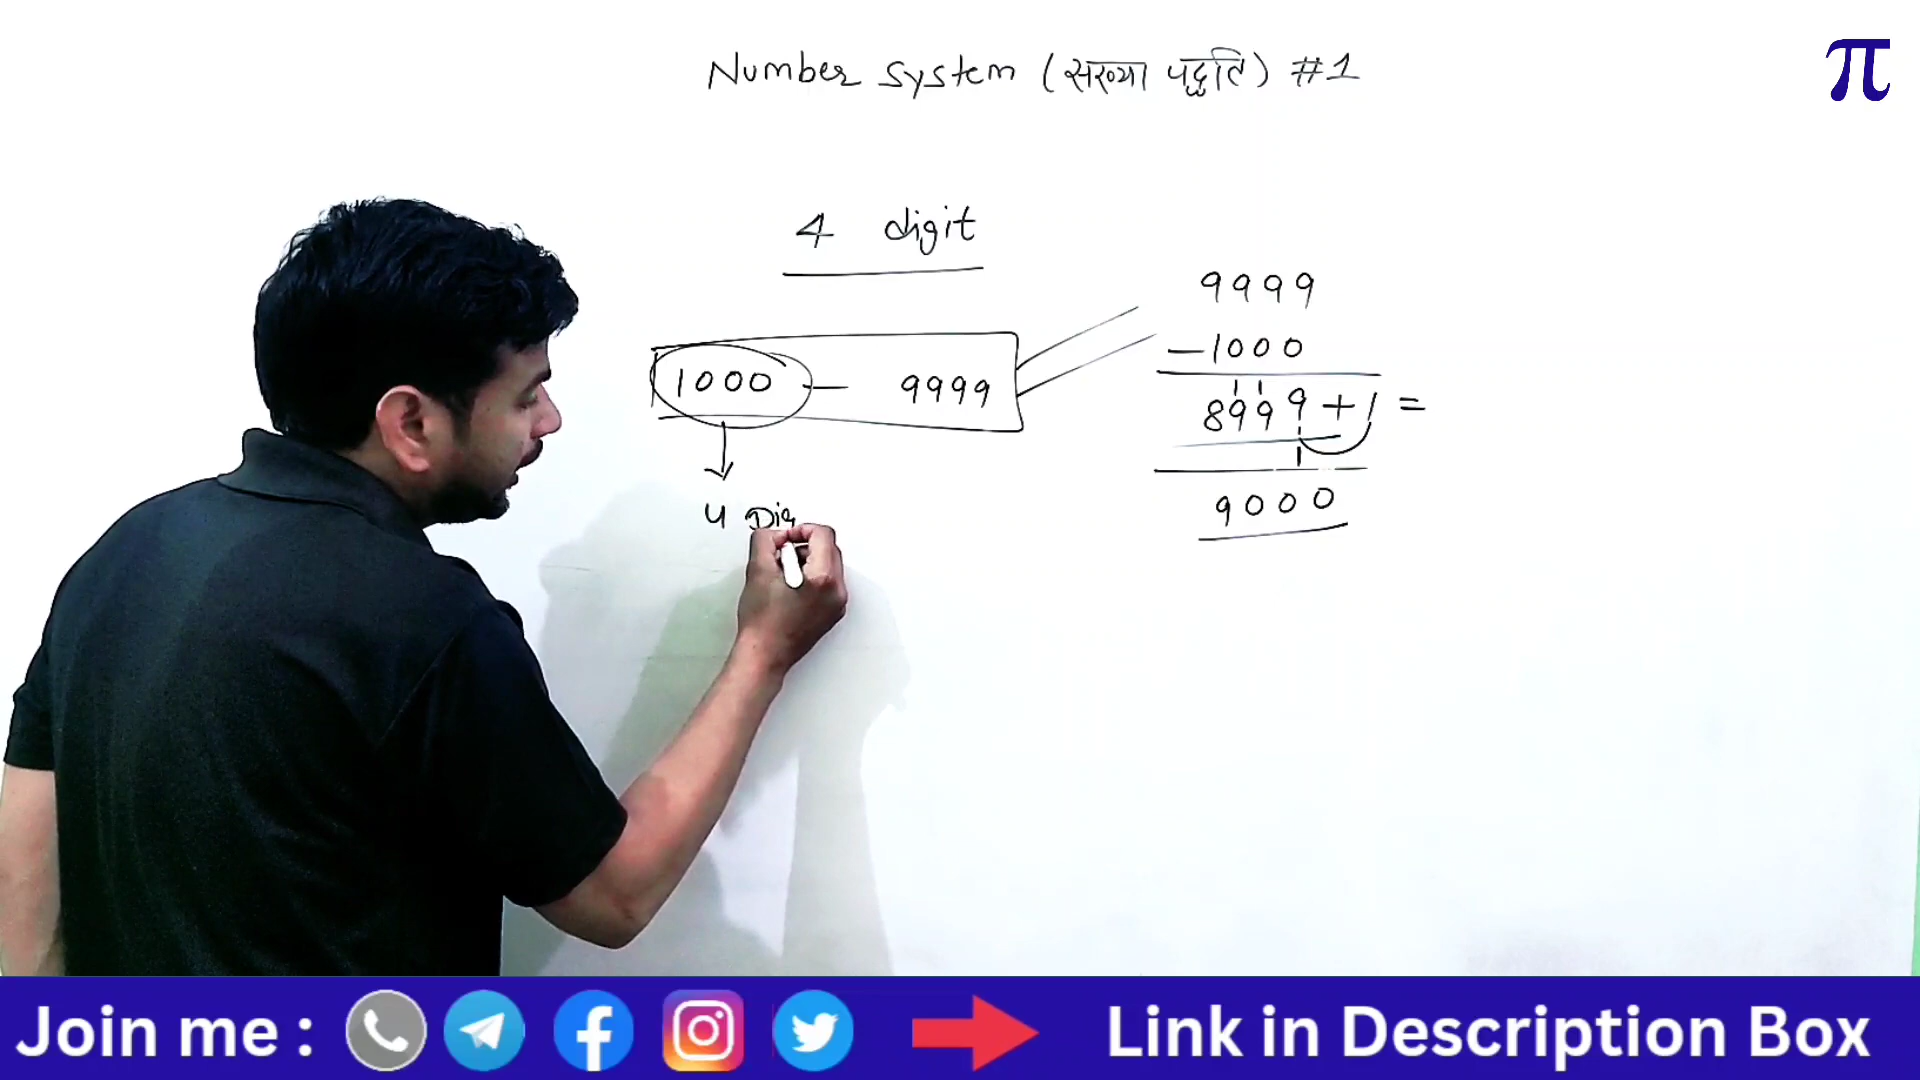 Number system (संख्या पद्धति) #1
π
4 digit
1000 — 9999
4 Dig
9999
—1000
8999 + 1 =
9000
Join me :
Link in Description Box